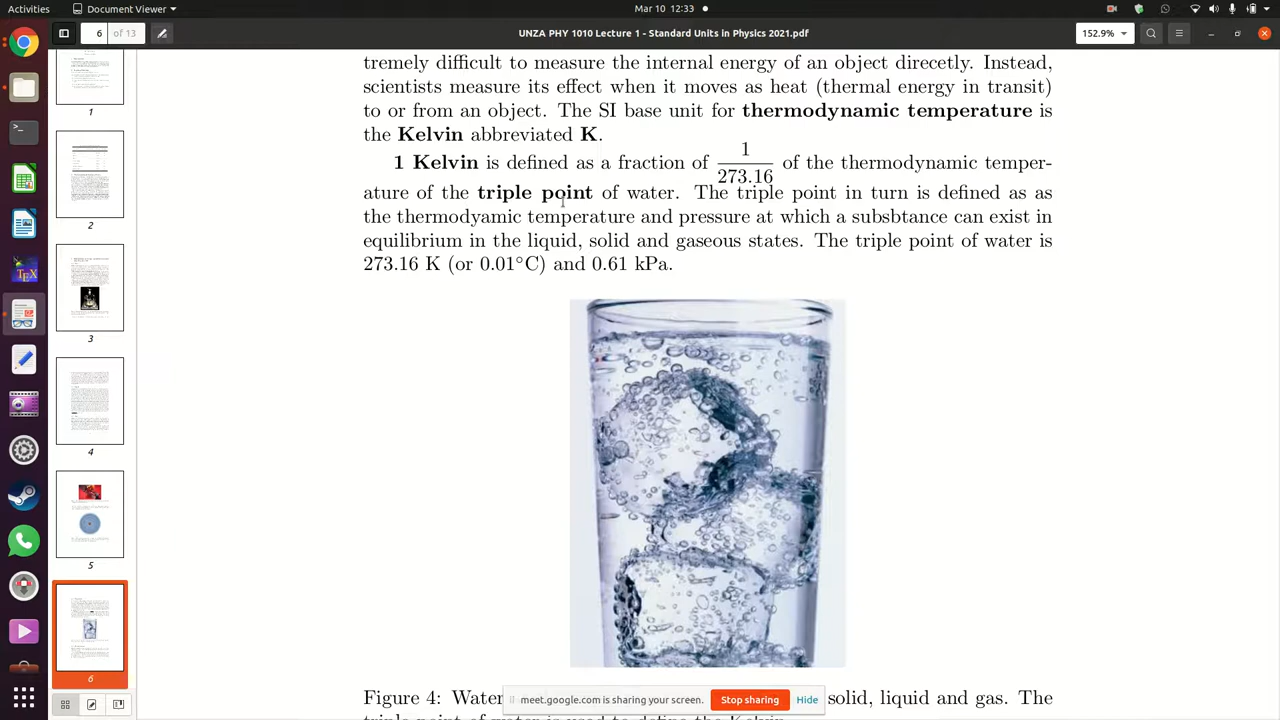 Activities
Document Viewer
Mar 10 12:33
6 of 13
UNZA PHY 1010 Lecture 1 - Standard Units in Physics 2021.pdf
152.9%
tremely difficult to measure the internal energy of an object direcetly. Instead,
scientists measure its effect when it moves as heat (thermal energy in transit)
to or from an object. The SI base unit for thermodynamic temperature is
the Kelvin abbreviated K.
1 Kelvin is defined as a fraction of 1/273.16 of the thermodynamic temper-
ature of the triple point of water. The triple point in turn is defined as as
the thermodyamic temperature and pressure at which a subsbtance can exist in
equilibrium in the liquid, solid and gaseous states. The triple point of water is
273.16 K (or 0.01°C) and 0.61 kPa.
Figure 4: Water
solid, liquid and gas. The
meet.google.com is sharing your screen.
Stop sharing
Hide
1
2
3
4
5
6